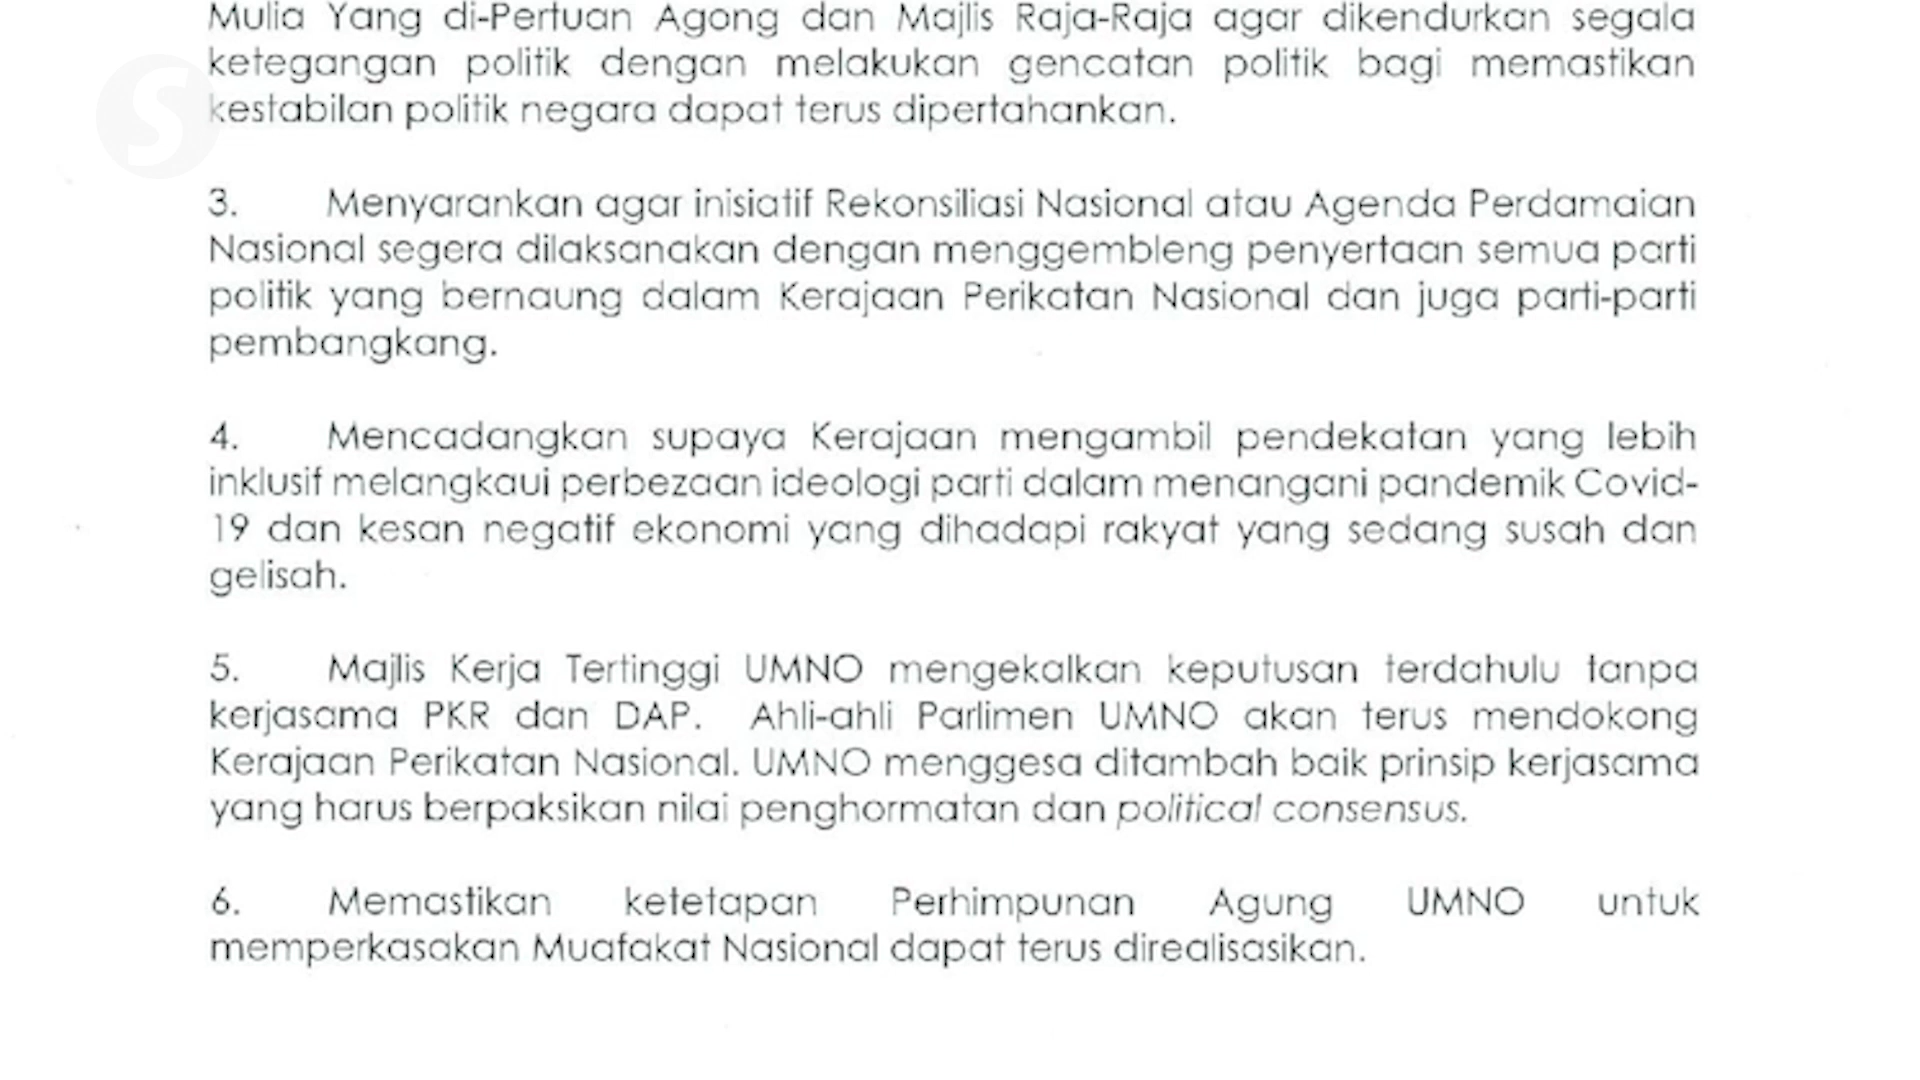 Mulia Yang di-Pertuan Agong dan Majlis Raja-Raja agar dikendurkan segala
ketegangan politik dengan melakukan gencatan politik bagi memastikan
kestabilan politik negara dapat terus dipertahankan.
S
3. Menyarankan agar inisiatif Rekonsiliasi Nasional atau Agenda Perdamaian
Nasional segera dilaksanakan dengan menggembleng penyertaan semua parti
politik yang bernaung dalam Kerajaan Perikatan Nasional dan juga parti-parti
pembangkang.
4. Mencadangkan supaya Kerajaan mengambil pendekatan yang lebih
inklusif melangkaui perbezaan ideologi parti dalam menangani pandemik Covid-
19 dan kesan negatif ekonomi yang dihadapi rakyat yang sedang susah dan
gelisah.
5. Majlis Kerja Tertinggi UMNO mengekalkan keputusan terdahulu tanpa
kerjasama PKR dan DAP. Ahli-ahli Parlimen UMNO akan terus mendokong
Kerajaan Perikatan Nasional. UMNO menggesa ditambah baik prinsip kerjasama
yang harus berpaksikan nilai penghormatan dan political consensus.
6. Memastikan ketetapan Perhimpunan Agung UMNO untuk
memperkasakan Muafakat Nasional dapat terus direalisasikan.